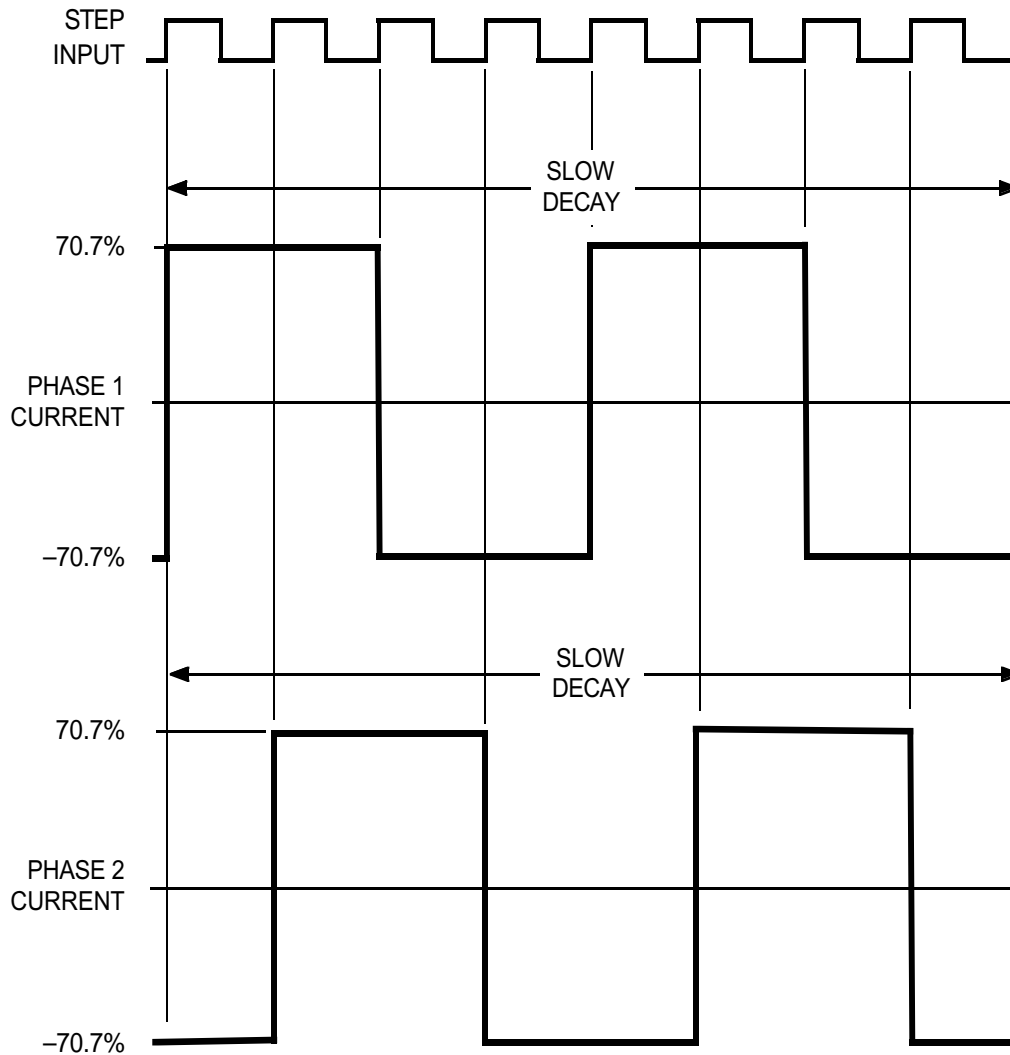 STEP
INPUT
SLOW
DECAY
70.7%
PHASE 1
CURRENT
–70.7%
SLOW
DECAY
70.7%
PHASE 2
CURRENT
–70.7%